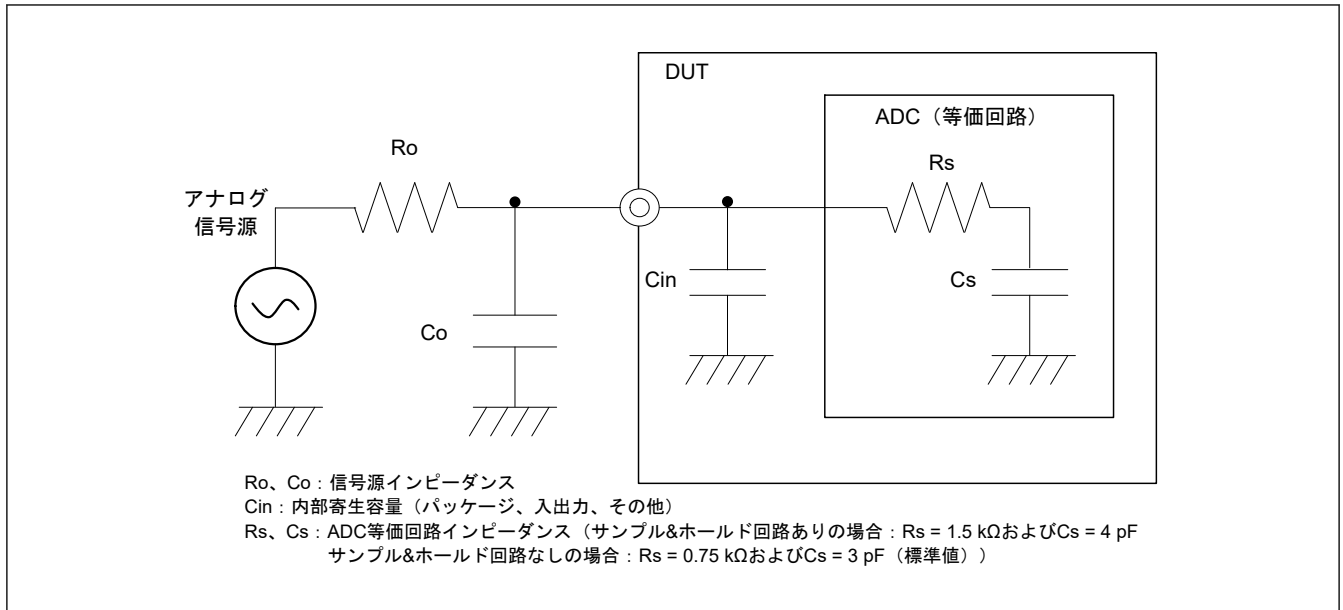 DUT
ADC（等価回路）
Ro
Rs
アナログ
信号源
Cin
Cs
Co
Ro、Co：信号源インピーダンス
Cin：内部寄生容量（パッケージ、入出力、その他）
Rs、Cs：ADC等価回路インピーダンス（サンプル&ホールド回路ありの場合：Rs = 1.5 kΩおよびCs = 4 pF
サンプル&ホールド回路なしの場合：Rs = 0.75 kΩおよびCs = 3 pF（標準値））